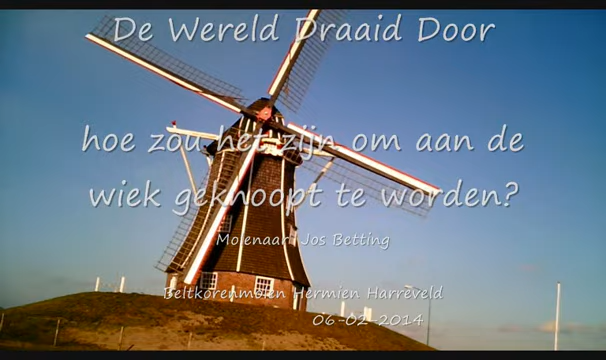 De Wereld Draaid Door
hoe zou het zijn om aan de
wiek geknoopt te worden?
Molenaar Jos Betting
Beltkorenmolen Hermien Harreveld
06-02-2014